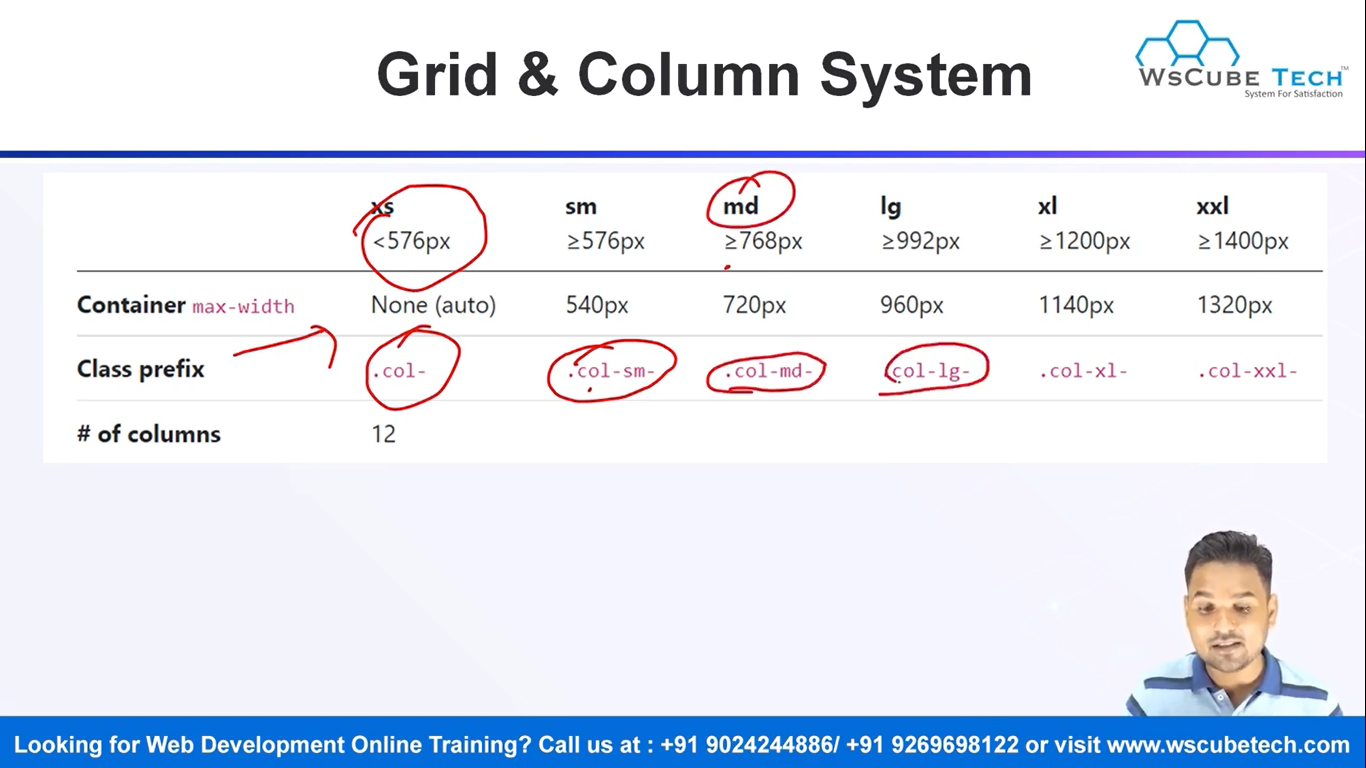 Grid & Column System
WsCube Tech™
System For Satisfaction
xs sm md lg xl xxl
<576px ≥576px ≥768px ≥992px ≥1200px ≥1400px
Container max-width None (auto) 540px 720px 960px 1140px 1320px
Class prefix .col- .col-sm- .col-md- .col-lg- .col-xl- .col-xxl-
# of columns 12
Looking for Web Development Online Training? Call us at : +91 9024244886/ +91 9269698122 or visit www.wscubetech.com